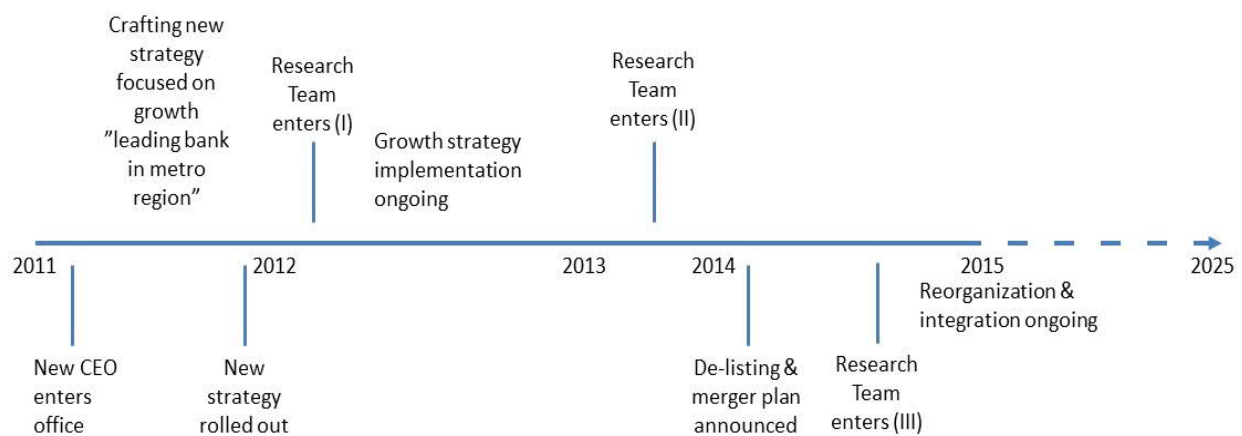 Crafting new
strategy
focused on
growth
”leading bank
in metro
region”
Research
Team
enters (I)
Growth strategy
implementation
ongoing
Research
Team
enters (II)
2011
2012
2013
2014
2015
2025
New CEO
enters
office
New
strategy
rolled out
De-listing &
merger plan
announced
Research
Team
enters (III)
Reorganization &
integration ongoing